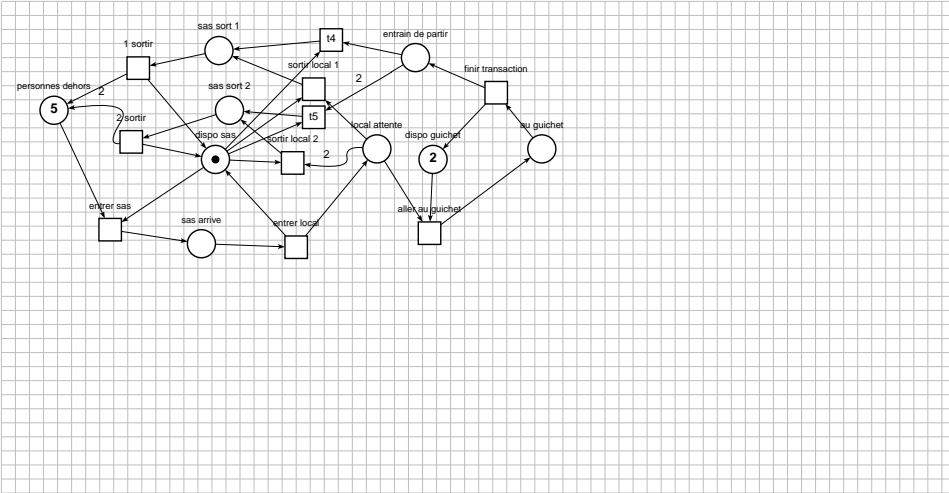 sas sort 1
t4
entrain de partir
1 sortir
sortir local 1
finir transaction
personnes dehors
2
sas sort 2
2
5
2 sortir
t5
dispo sas
sortir local 2
local attente
dispo guichet
au guichet
2
2
entrer sas
sas arrive
entrer local
aller au guichet